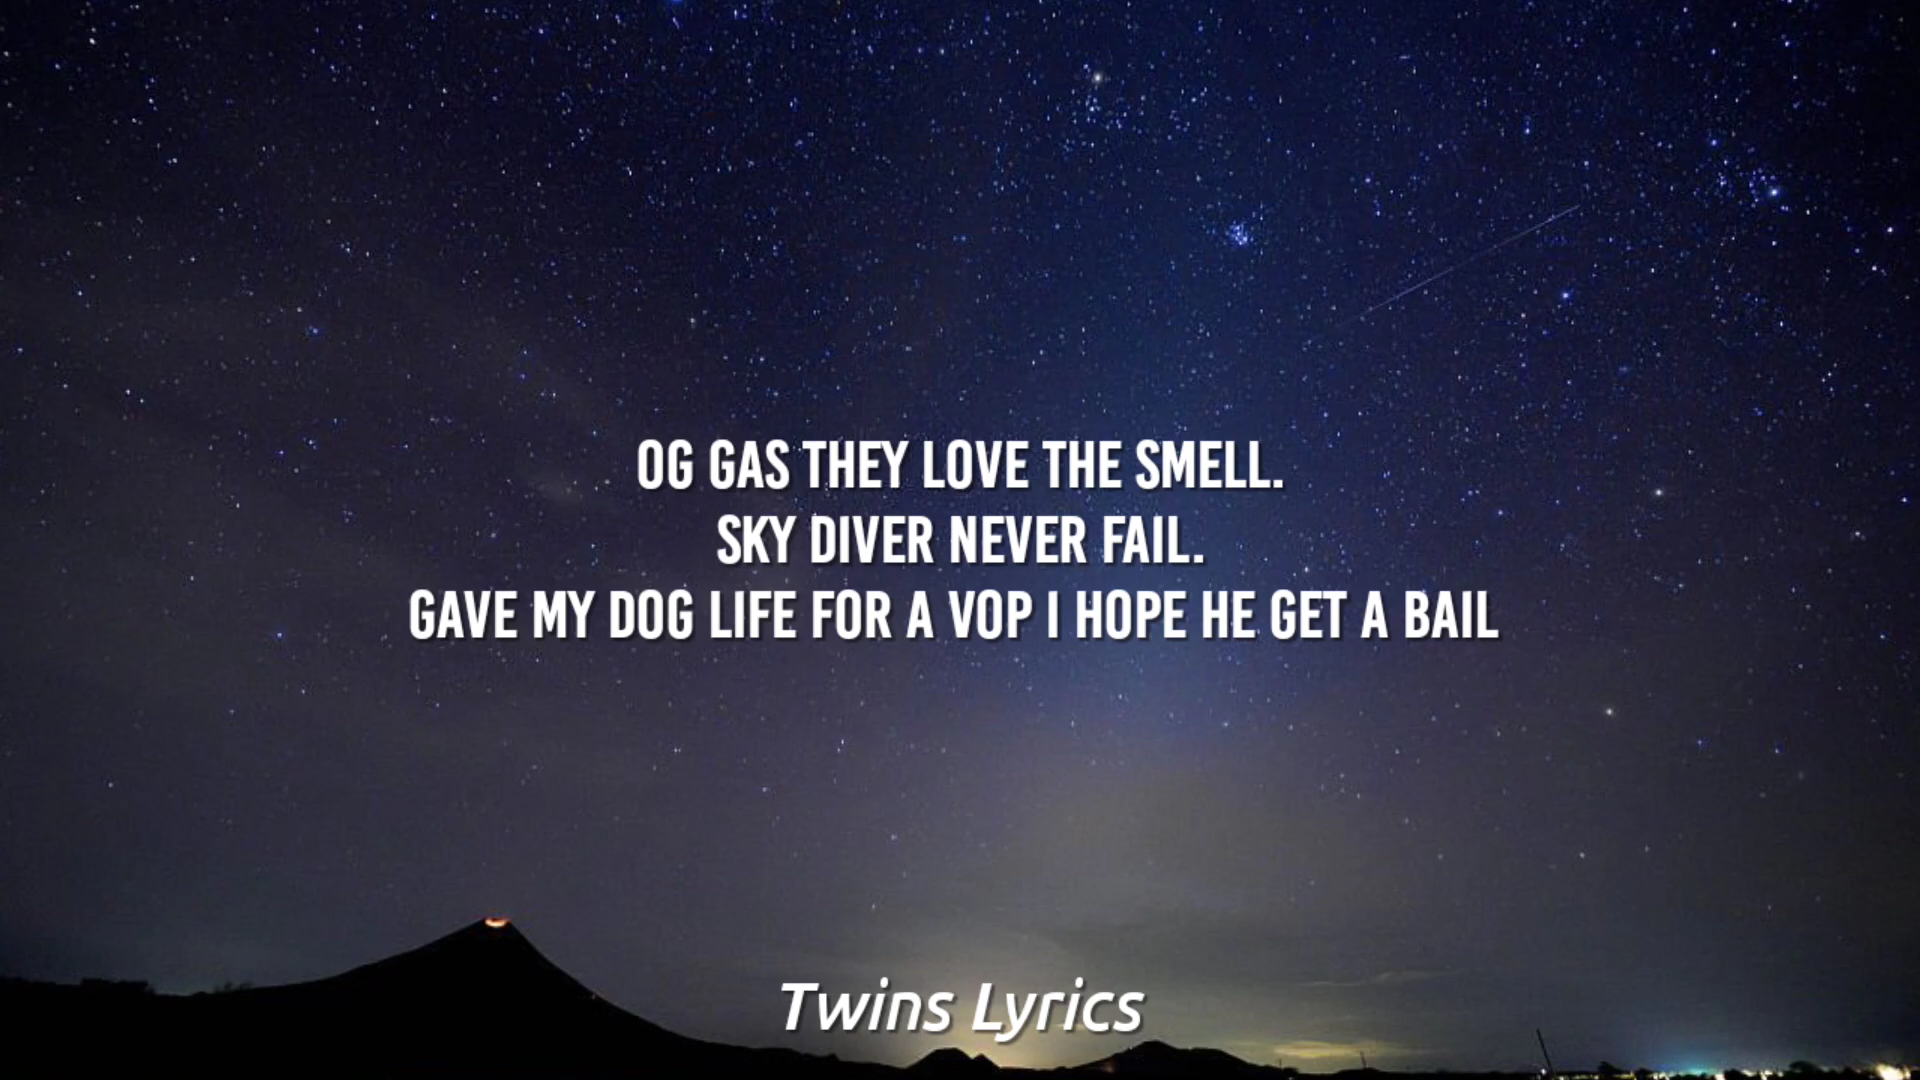 OG GAS THEY LOVE THE SMELL.
SKY DIVER NEVER FAIL.
GAVE MY DOG LIFE FOR A VOP I HOPE HE GET A BAIL
Twins Lyrics